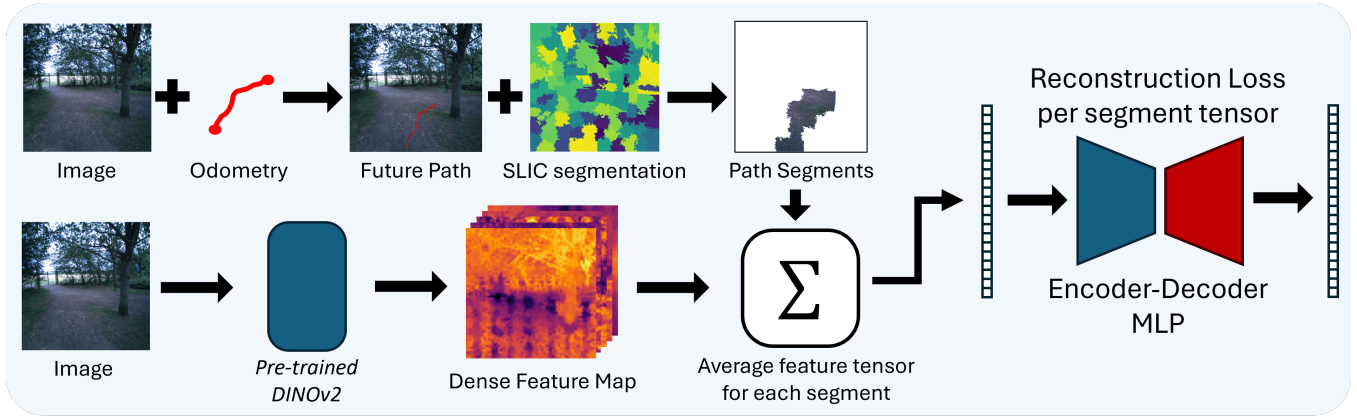 Image
Odometry
Future Path
SLIC segmentation
Path Segments
Reconstruction Loss
per segment tensor
Image
Pre-trained
DINOv2
Dense Feature Map
Σ
Average feature tensor
for each segment
Encoder-Decoder
MLP